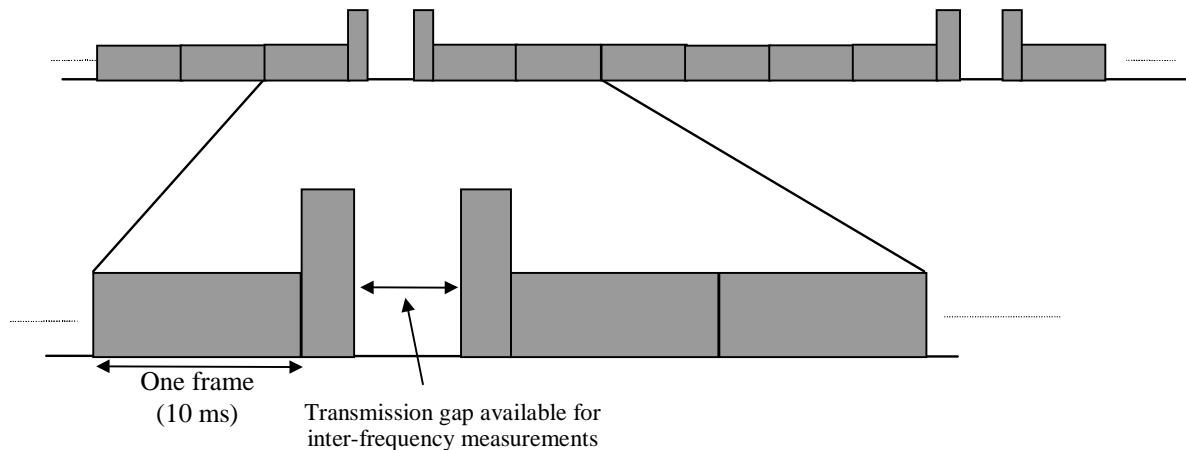 One frame
(10 ms)
Transmission gap available for
inter-frequency measurements